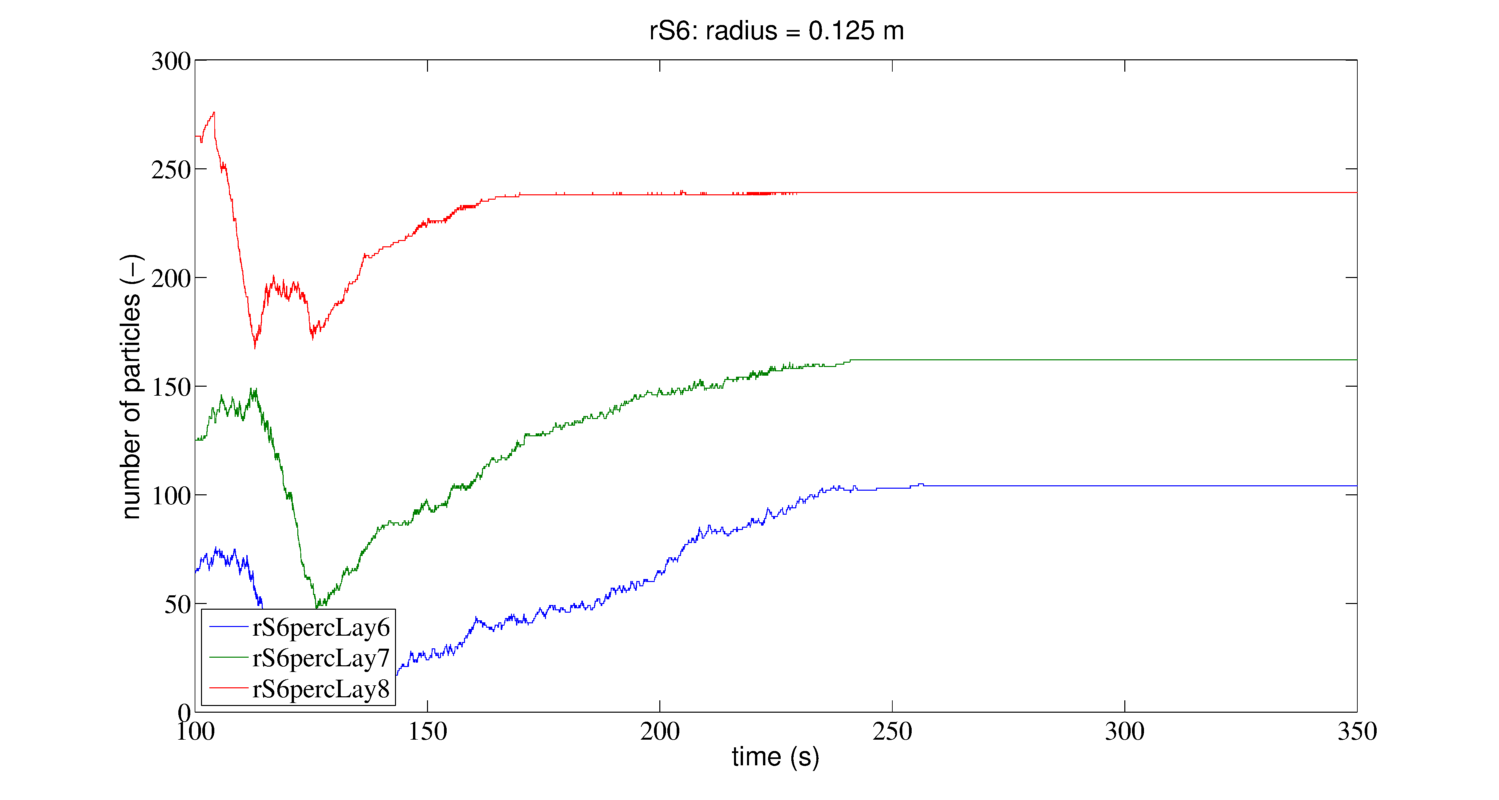 rS6: radius = 0.125 m
300
250
200
150
100
50
0
number of particles (−)
rS6percLay6
rS6percLay7
rS6percLay8
100 150 200 250 300 350
time (s)